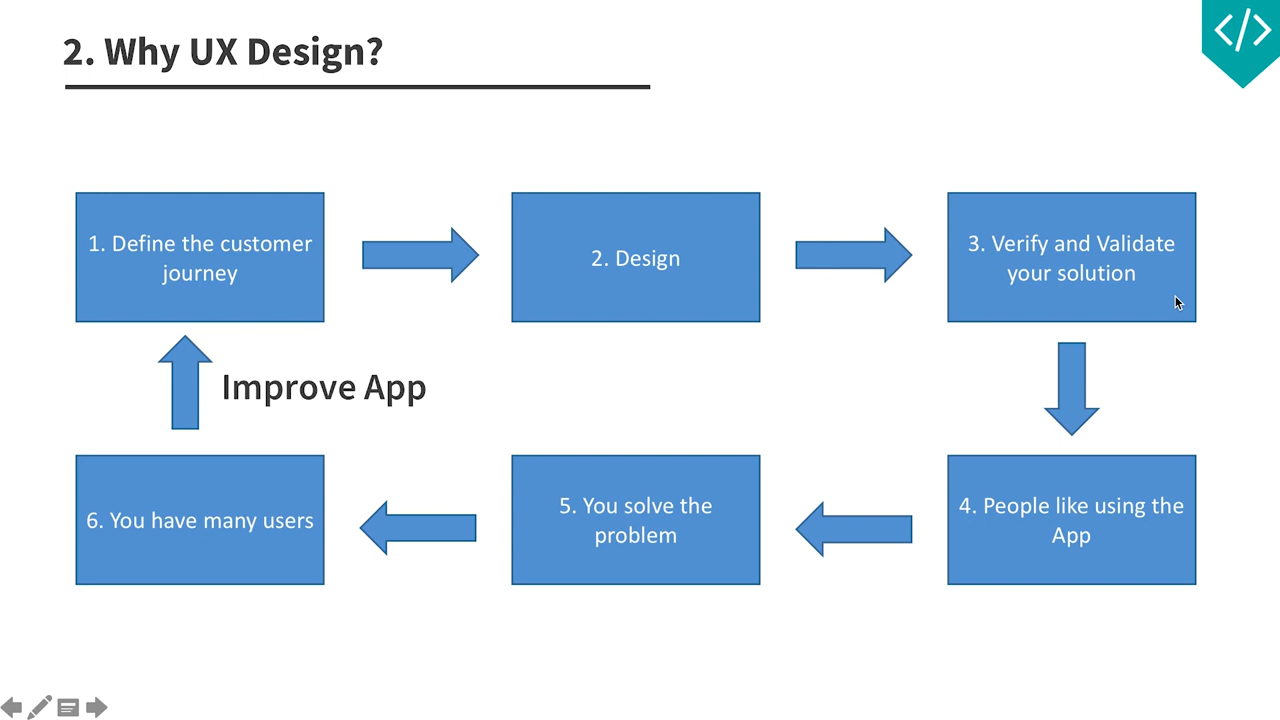 2. Why UX Design?
</>
1. Define the customer
journey
2. Design
3. Verify and Validate
your solution
Improve App
4. People like using the
App
5. You solve the
problem
6. You have many users